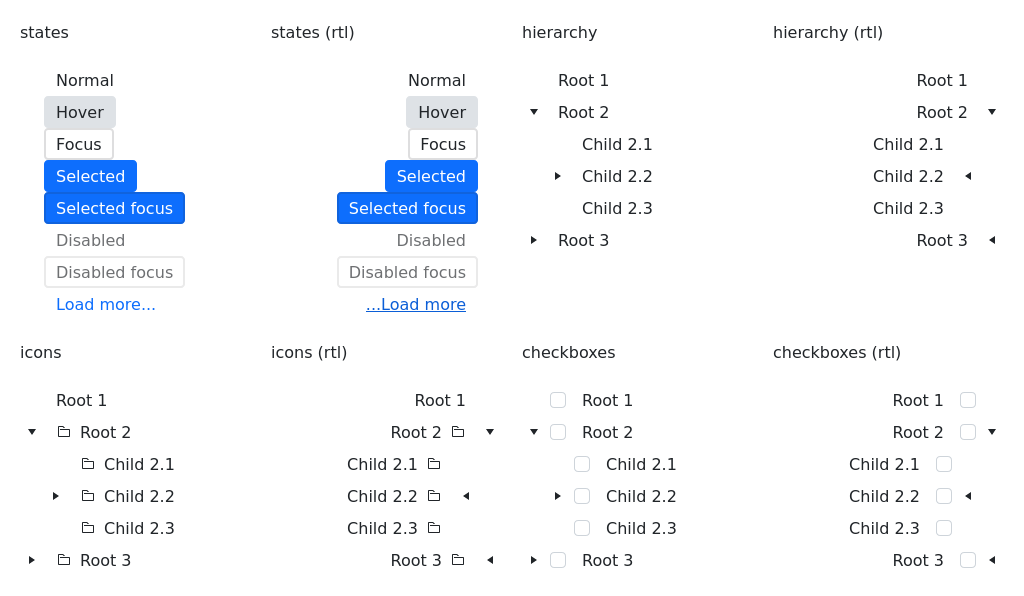 states
Normal
Hover
Focus
Selected
Selected focus
Disabled
Disabled focus
Load more...
states (rtl)
Normal
Hover
Focus
Selected
Selected focus
Disabled
Disabled focus
...Load more
hierarchy
Root 1
Root 2
Child 2.1
Child 2.2
Child 2.3
Root 3
hierarchy (rtl)
Root 1
Root 2
Child 2.1
Child 2.2
Child 2.3
Root 3
icons
Root 1
Root 2
Child 2.1
Child 2.2
Child 2.3
Root 3
icons (rtl)
Root 1
Root 2
Child 2.1
Child 2.2
Child 2.3
Root 3
checkboxes
Root 1
Root 2
Child 2.1
Child 2.2
Child 2.3
Root 3
checkboxes (rtl)
Root 1
Root 2
Child 2.1
Child 2.2
Child 2.3
Root 3